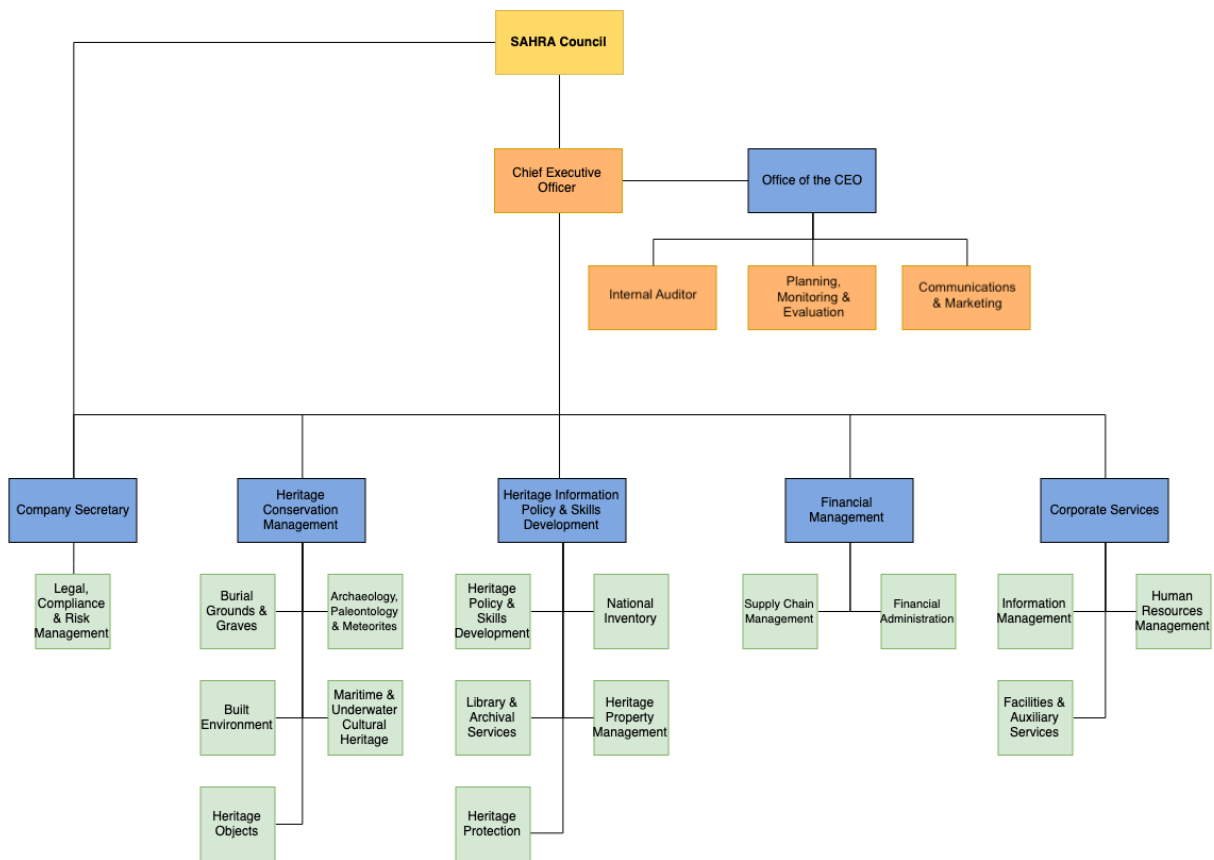 SAHRA Council
Chief Executive
Officer
Office of the CEO
Internal Auditor
Planning,
Monitoring &
Evaluation
Communications
& Marketing
Company Secretary
Heritage
Conservation
Management
Heritage Information
Policy & Skills
Development
Financial
Management
Corporate Services
Legal,
Compliance
& Risk
Management
Burial
Grounds &
Graves
Archaeology,
Paleontology
& Meteorites
Heritage
Policy &
Skills
Development
National
Inventory
Supply Chain
Management
Financial
Administration
Information
Management
Human
Resources
Management
Built
Environment
Maritime &
Underwater
Cultural
Heritage
Library &
Archival
Services
Heritage
Property
Management
Facilities &
Auxiliary
Services
Heritage
Objects
Heritage
Protection